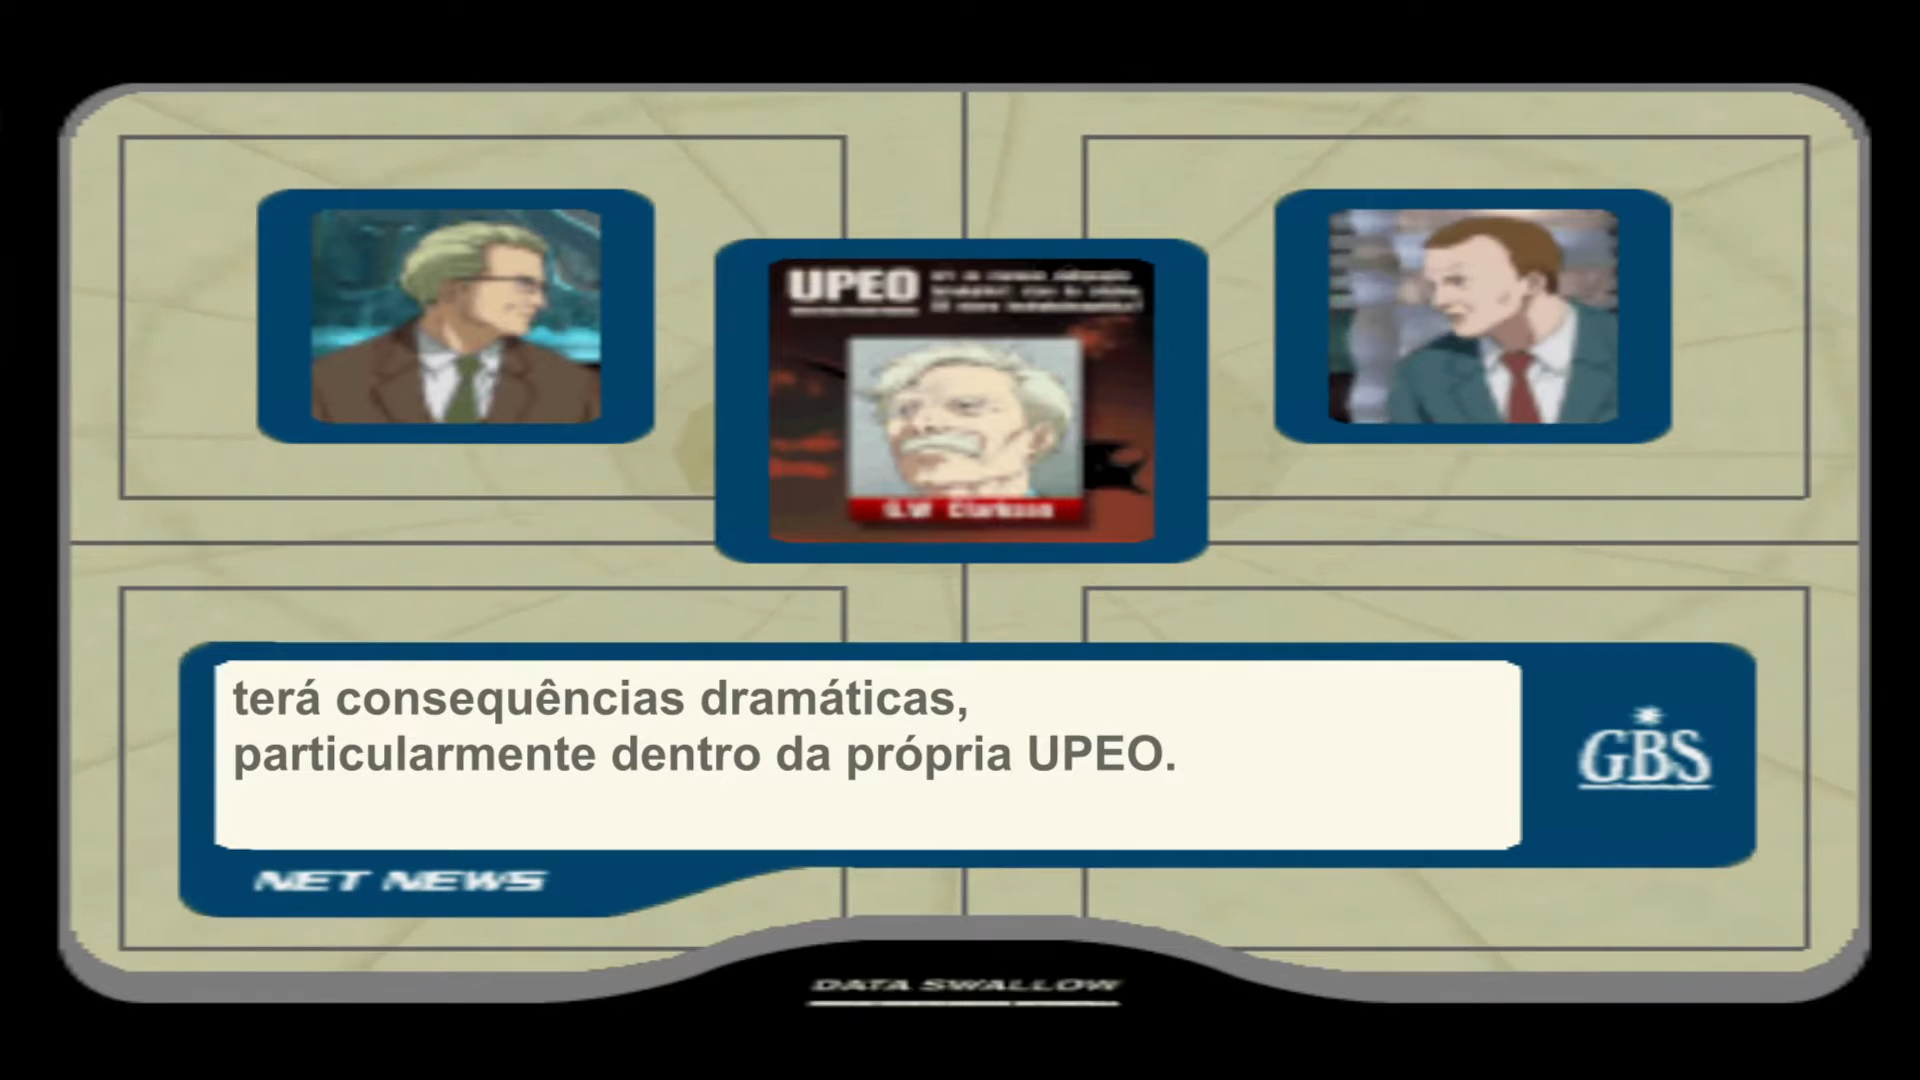 UPEO
G.W Clarkson
terá consequências dramáticas,
particularmente dentro da própria UPEO.
GBS
NET NEWS
DATA SWALLOW